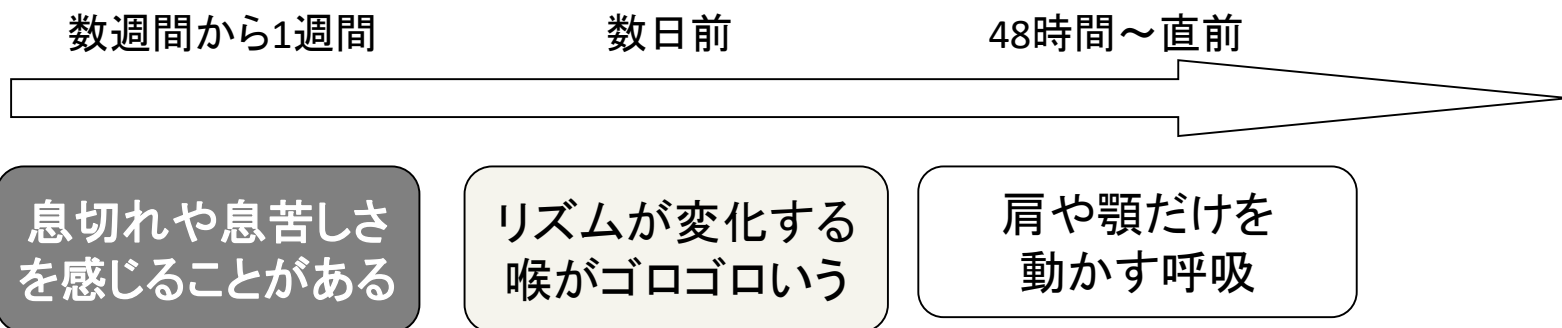 数週間から1週間
数日前
48時間～直前
息切れや息苦しさ
を感じることがある
リズムが変化する
喉がゴロゴロいう
肩や顎だけを
動かす呼吸